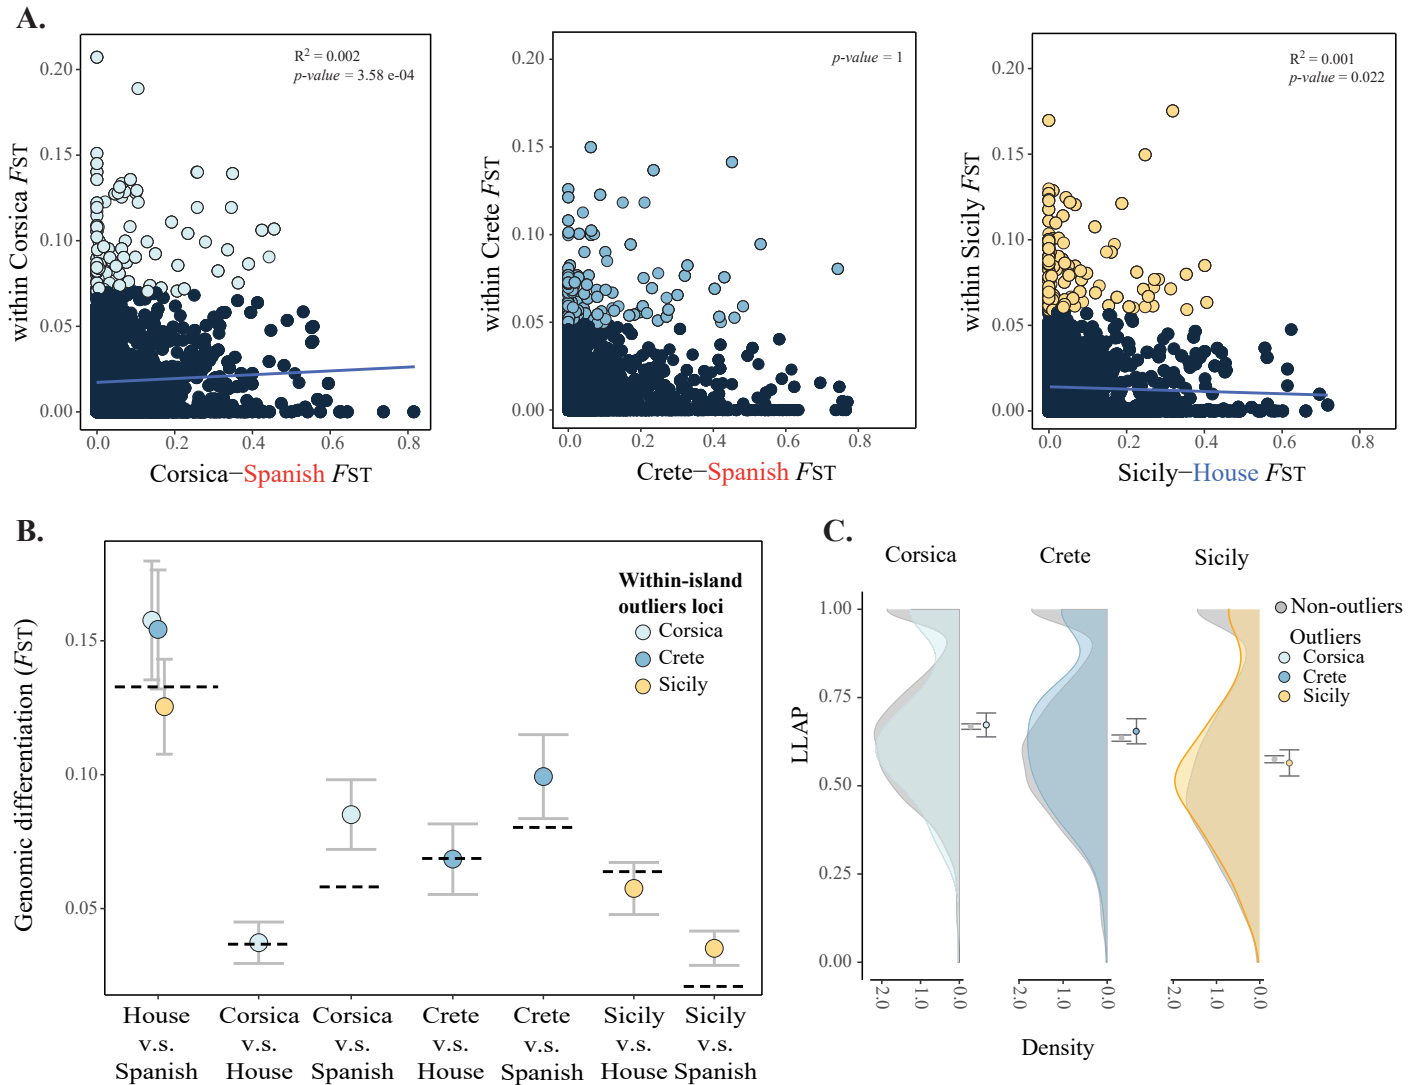 A.
R² = 0.002
p-value = 3.58 e-04
within Corsica FST
0.20
0.15
0.10
0.05
0.00
0.0 0.2 0.4 0.6 0.8
Corsica−Spanish FST
p-value = 1
within Crete FST
0.20
0.15
0.10
0.05
0.00
0.0 0.2 0.4 0.6 0.8
Crete−Spanish FST
R² = 0.001
p-value = 0.022
within Sicily FST
0.20
0.15
0.10
0.05
0.00
0.0 0.2 0.4 0.6 0.8
Sicily−House FST
B.
Genomic differentiation (FST)
0.15
0.10
0.05
Within-island
outliers loci
Corsica
Crete
Sicily
House
v.s.
Spanish
Corsica
v.s.
House
Corsica
v.s.
Spanish
Crete
v.s.
House
Crete
v.s.
Spanish
Sicily
v.s.
House
Sicily
v.s.
Spanish
C.
Corsica Crete Sicily
LLAP
1.00
0.75
0.50
0.25
0.00
2.0 1.0 0.0
2.0 1.0 0.0
2.0 1.0 0.0
Density
Non-outliers
Outliers
Corsica
Crete
Sicily